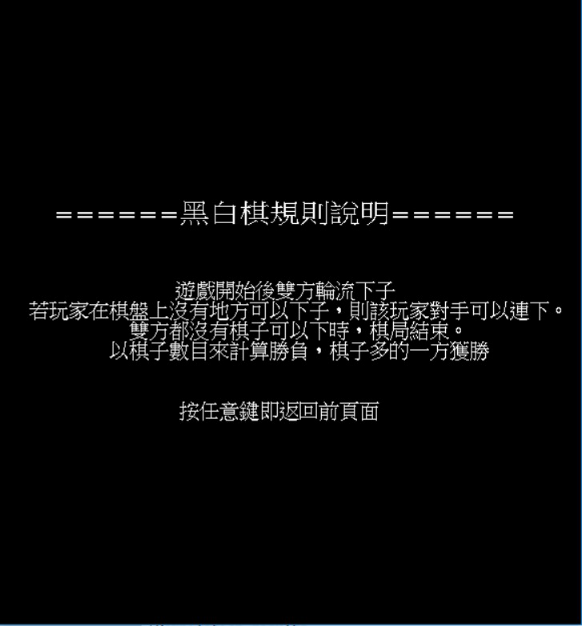 ======黑白棋規則說明======
遊戲開始後雙方輪流下子
若玩家在棋盤上沒有地方可以下子，則該玩家對手可以連下。
雙方都沒有棋子可以下時，棋局結束。
以棋子數目來計算勝負，棋子多的一方獲勝
按任意鍵即返回前頁面